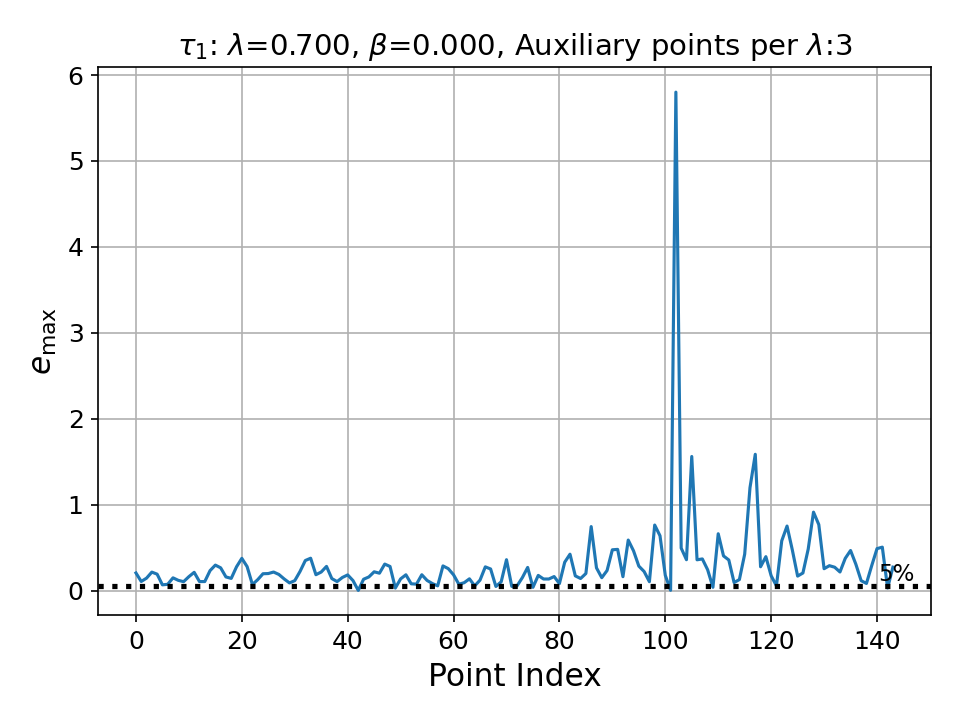 τ₁: λ=0.700, β=0.000, Auxiliary points per λ:3
6
5
4
3
2
1
0
e_max
5%
0 20 40 60 80 100 120 140
Point Index